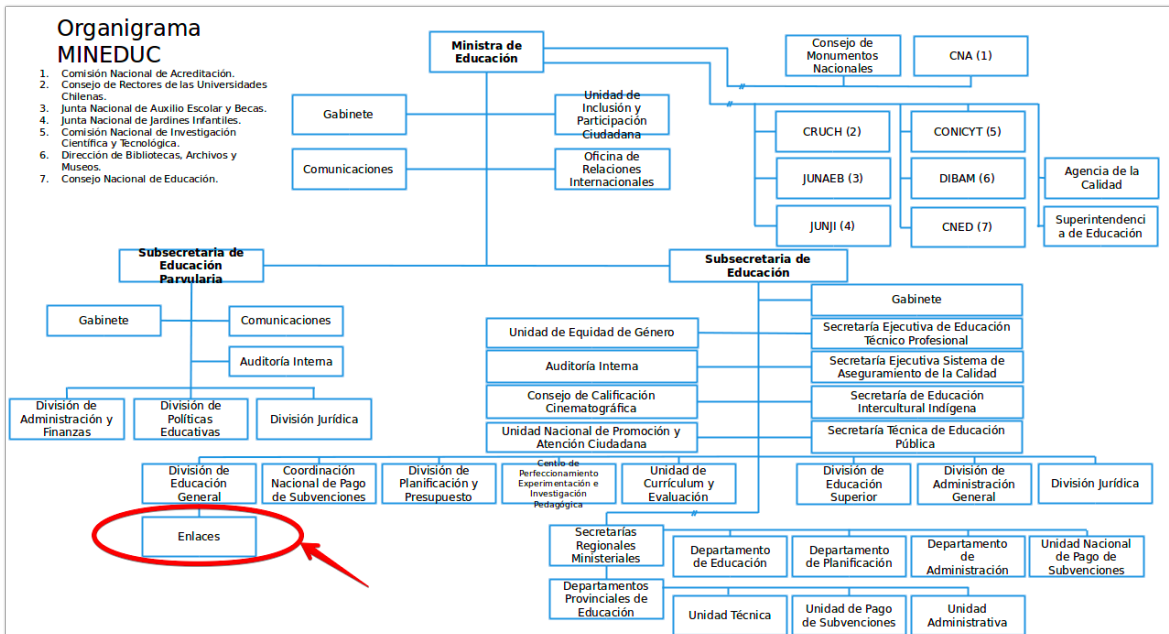 Organigrama
MINEDUC
1. Comisión Nacional de Acreditación.
2. Consejo de Rectores de las Universidades
Chilenas.
3. Junta Nacional de Auxilio Escolar y Becas.
4. Junta Nacional de Jardines Infantiles.
5. Comisión Nacional de Investigación
Científica y Tecnológica.
6. Dirección de Bibliotecas, Archivos y
Museos.
7. Consejo Nacional de Educación.
Ministra de
Educación
Consejo de
Monumentos
Nacionales
CNA (1)
Gabinete
Unidad de
Inclusión y
Participación
Ciudadana
Comunicaciones
Oficina de
Relaciones
Internacionales
CRUCH (2)
CONICYT (5)
JUNAEB (3)
DIBAM (6)
Agencia de la
Calidad
JUNJI (4)
CNED (7)
Superintendenci
a de Educación
Subsecretaria de
Educación
Parvularia
Subsecretaria de
Educación
Gabinete
Comunicaciones
Auditoría Interna
División de
Administración y
Finanzas
División de
Políticas
Educativas
División Jurídica
Gabinete
Unidad de Equidad de Género
Secretaría Ejecutiva de Educación
Técnico Profesional
Auditoría Interna
Secretaría Ejecutiva Sistema de
Aseguramiento de la Calidad
Consejo de Calificación
Cinematográfica
Secretaría de Educación
Intercultural Indígena
Unidad Nacional de Promoción y
Atención Ciudadana
Secretaría Técnica de Educación
Pública
División de
Educación
General
Coordinación
Nacional de Pago
de Subvenciones
División de
Planificación y
Presupuesto
Centro de
Perfeccionamiento
Experimentación e
Investigación
Pedagógica
Unidad de
Currículum y
Evaluación
División de
Educación
Superior
División de
Administración
General
División Jurídica
Enlaces
Secretarías
Regionales
Ministeriales
Departamento
de Educación
Departamento
de Planificación
Departamento
de
Administración
Unidad Nacional
de Pago de
Subvenciones
Departamentos
Provinciales de
Educación
Unidad Técnica
Unidad de Pago
de Subvenciones
Unidad
Administrativa